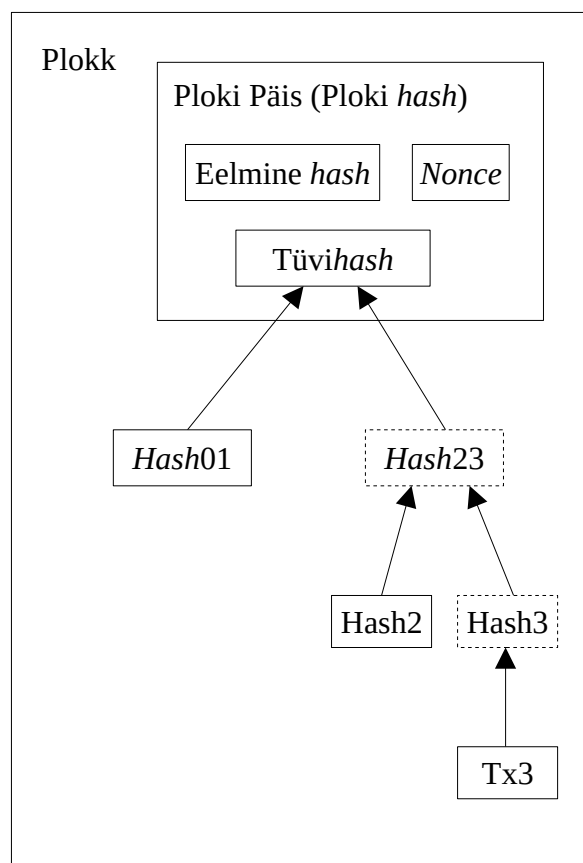 Plokk
Ploki Päis (Ploki hash)
Eelmine hash
Nonce
Tüvihash
Hash01
Hash23
Hash2
Hash3
Tx3